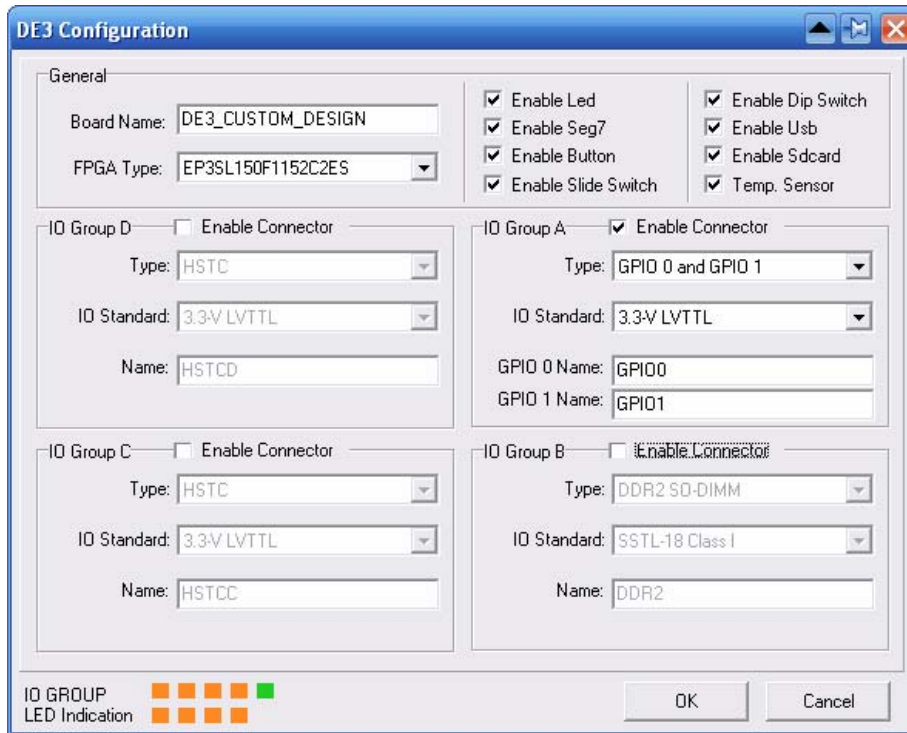 DE3 Configuration
General
Board Name: DE3_CUSTOM_DESIGN
FPGA Type: EP3SL150F1152C2ES
Enable Led
Enable Seg7
Enable Button
Enable Slide Switch
Enable Dip Switch
Enable Usb
Enable Sdcard
Temp. Sensor
IO Group D Enable Connector
Type: HSTC
IO Standard: 3.3-V LVTTL
Name: HSTCD
IO Group A Enable Connector
Type: GPIO 0 and GPIO 1
IO Standard: 3.3-V LVTTL
GPIO 0 Name: GPIO0
GPIO 1 Name: GPIO1
IO Group C Enable Connector
Type: HSTC
IO Standard: 3.3-V LVTTL
Name: HSTCC
IO Group B Enable Connector
Type: DDR2 SO-DIMM
IO Standard: SSTL-18 Class I
Name: DDR2
IO GROUP
LED Indication
OK
Cancel